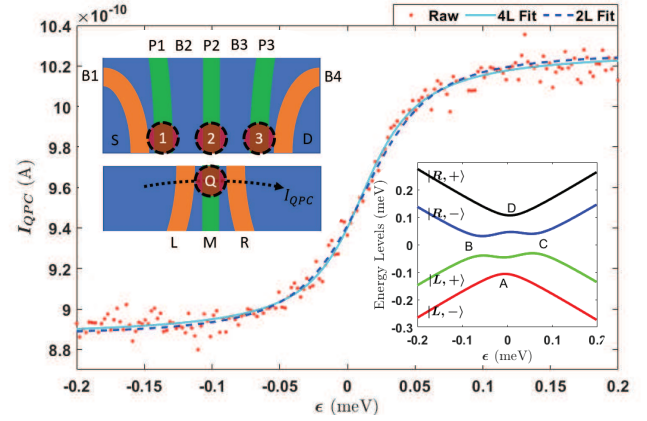 Raw 4L Fit 2L Fit
×10⁻¹⁰
10.4
10.2
10
9.8
9.6
9.4
9.2
9
8.8
I_QPC (A)
-0.2 -0.15 -0.1 -0.05 0 0.05 0.1 0.15 0.2
ϵ (meV)
P1 B2 P2 B3 P3
B1 B4
S 1 2 3 D
Q
I_QPC
L M R
0.2
0.1
0
-0.1
-0.2
-0.3
Energy Levels (meV)
|R, +⟩
|R, −⟩
|L, +⟩
|L, −⟩
D
B C
A
-0.2 -0.1 0 0.1 0.7
ϵ (meV)